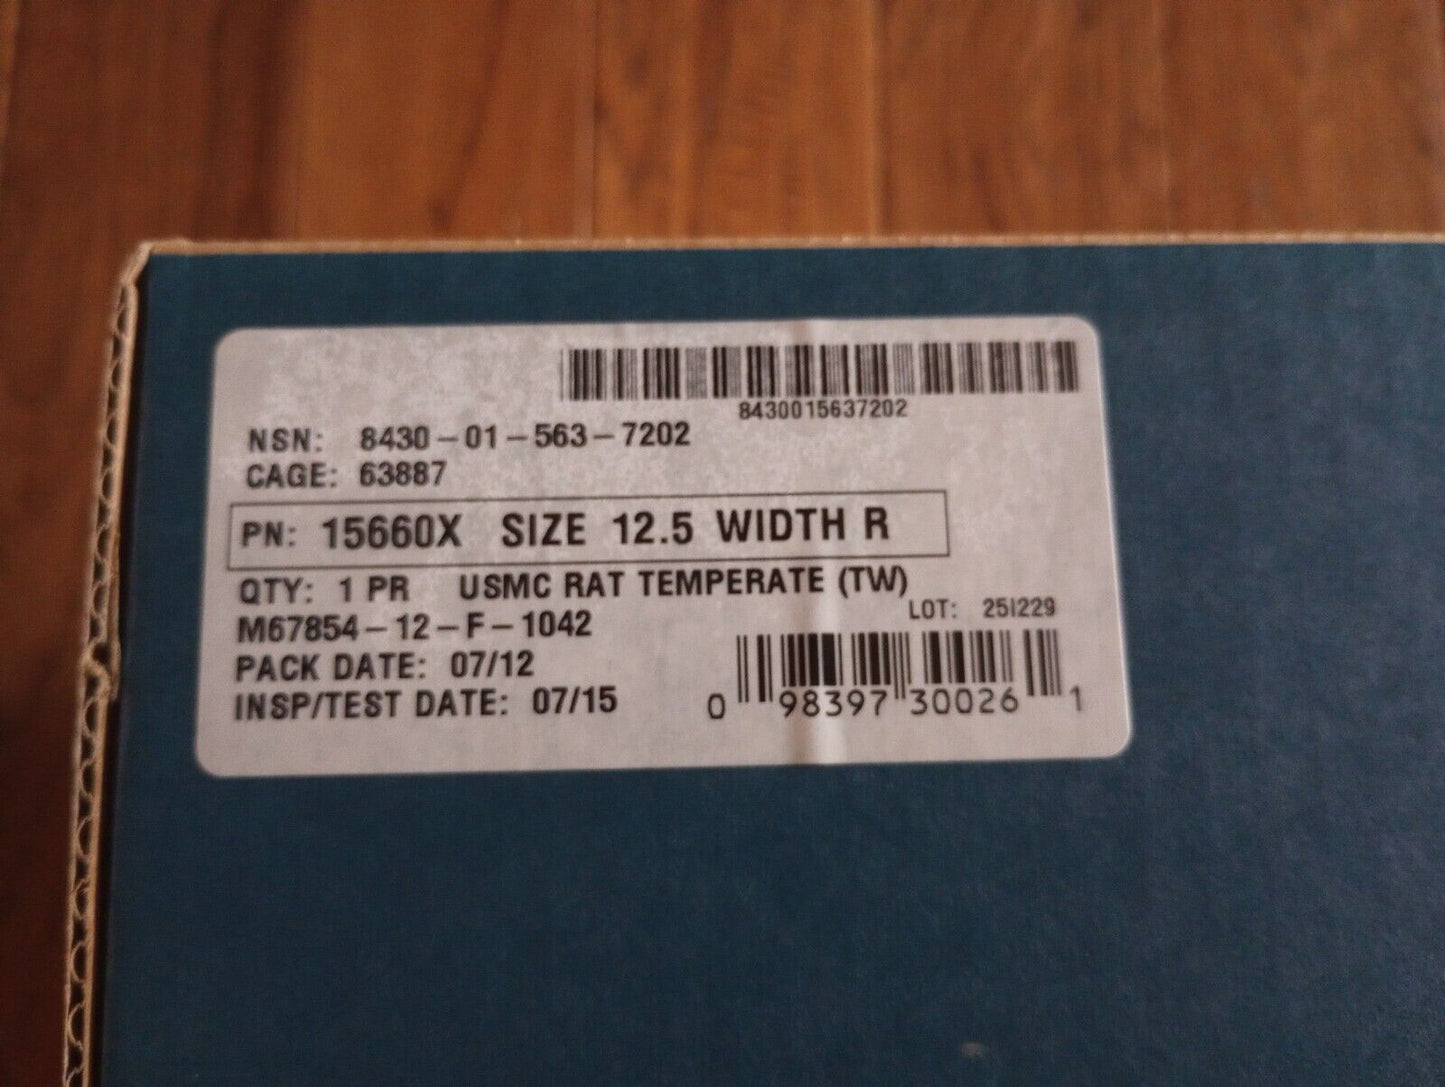 8430015637202
NSN: 8430-01-563-7202
CAGE: 63887
PN: 15660X SIZE 12.5 WIDTH R
QTY: 1 PR USMC RAT TEMPERATE (TW)
M67854-12-F-1042
LOT: 25I229
PACK DATE: 07/12
INSP/TEST DATE: 07/15
0 98397 30026 1